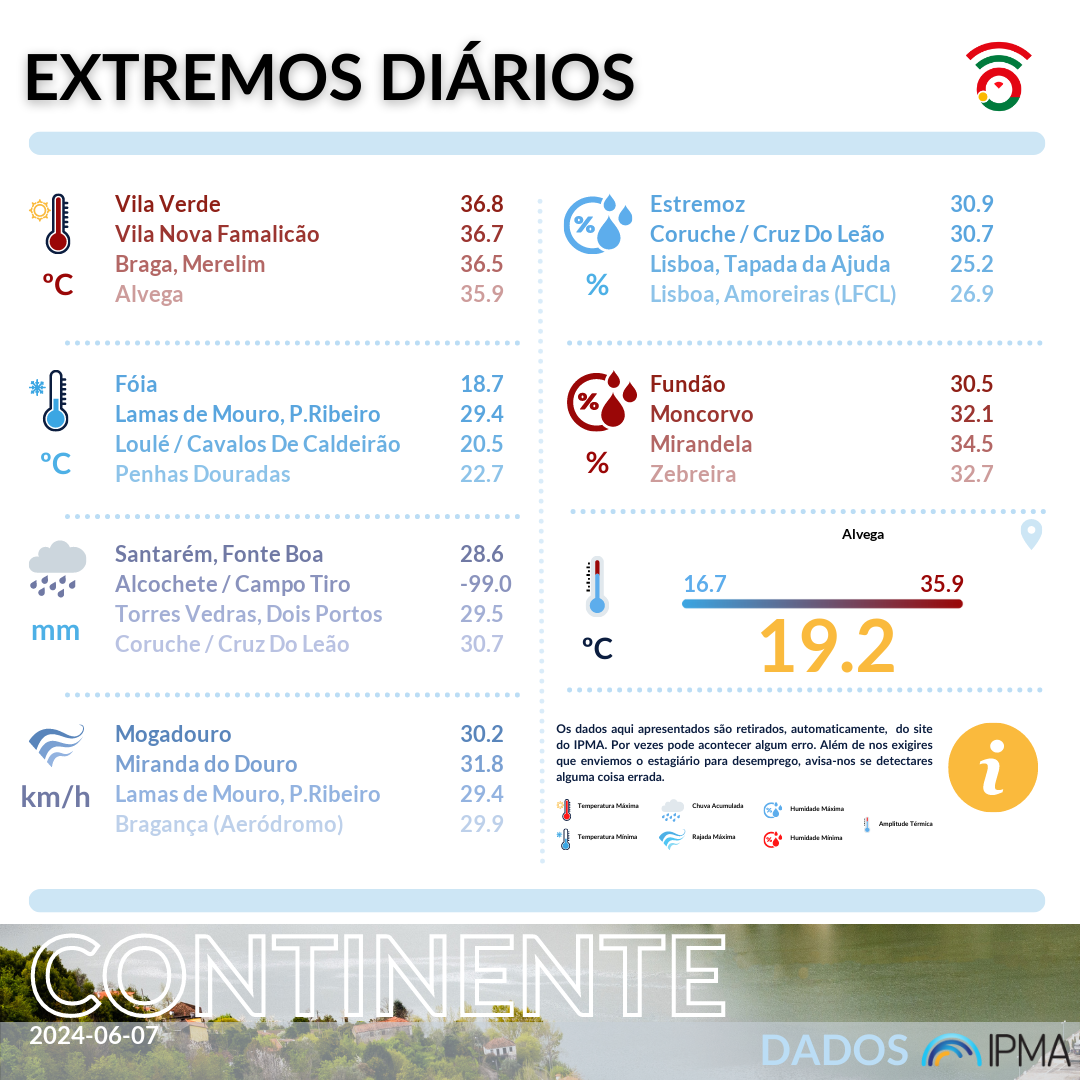 EXTREMOS DIÁRIOS
Vila Verde 36.8
Vila Nova Famalicão 36.7
Braga, Merelim 36.5
Alvega 35.9
ºC
Fóia 18.7
Lamas de Mouro, P.Ribeiro 29.4
Loulé / Cavalos De Caldeirão 20.5
Penhas Douradas 22.7
ºC
Santarém, Fonte Boa 28.6
Alcochete / Campo Tiro -99.0
Torres Vedras, Dois Portos 29.5
Coruche / Cruz Do Leão 30.7
mm
Mogadouro 30.2
Miranda do Douro 31.8
Lamas de Mouro, P.Ribeiro 29.4
Bragança (Aeródromo) 29.9
km/h
%
Estremoz 30.9
Coruche / Cruz Do Leão 30.7
Lisboa, Tapada da Ajuda 25.2
Lisboa, Amoreiras (LFCL) 26.9
%
%
Fundão 30.5
Moncorvo 32.1
Mirandela 34.5
Zebreira 32.7
%
Alvega
16.7 35.9
19.2
ºC
Os dados aqui apresentados são retirados, automaticamente, do site
do IPMA. Por vezes pode acontecer algum erro. Além de nos exigires
que enviemos o estagiário para desemprego, avisa-nos se detectares
alguma coisa errada.
i
Temperatura Máxima Chuva Acumulada Humidade Máxima
Amplitude Térmica
Temperatura Mínima Rajada Máxima Humidade Mínima
CONTINENTE
2024-06-07
DADOS IPMA